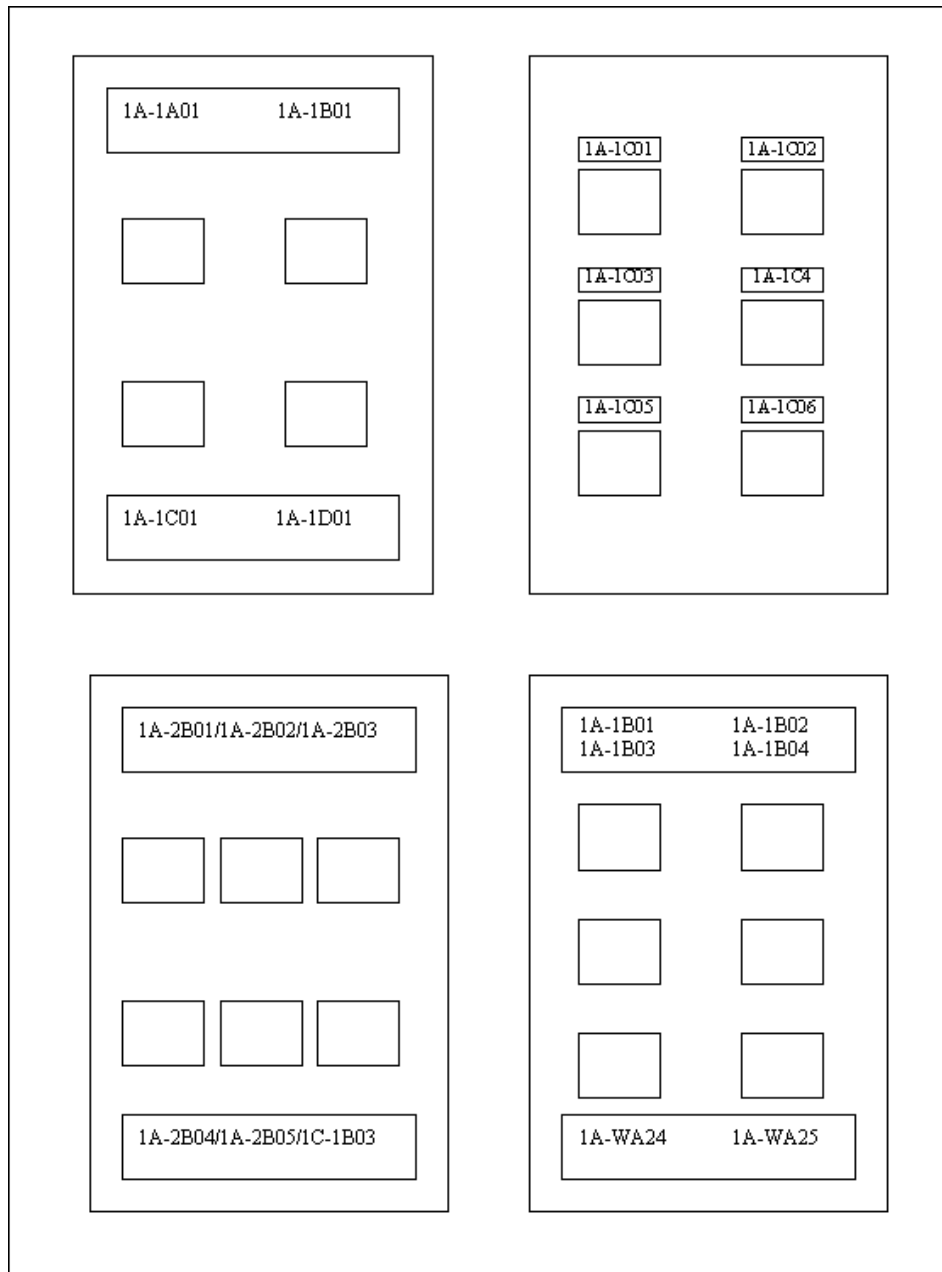 1A-1A01 1A-1B01
1A-1C01 1A-1D01
1A-1C01 1A-1C02
1A-1C03 1A-1C4
1A-1C05 1A-1C06
1A-2B01/1A-2B02/1A-2B03
1A-2B04/1A-2B05/1C-1B03
1A-1B01 1A-1B02
1A-1B03 1A-1B04
1A-WA24 1A-WA25